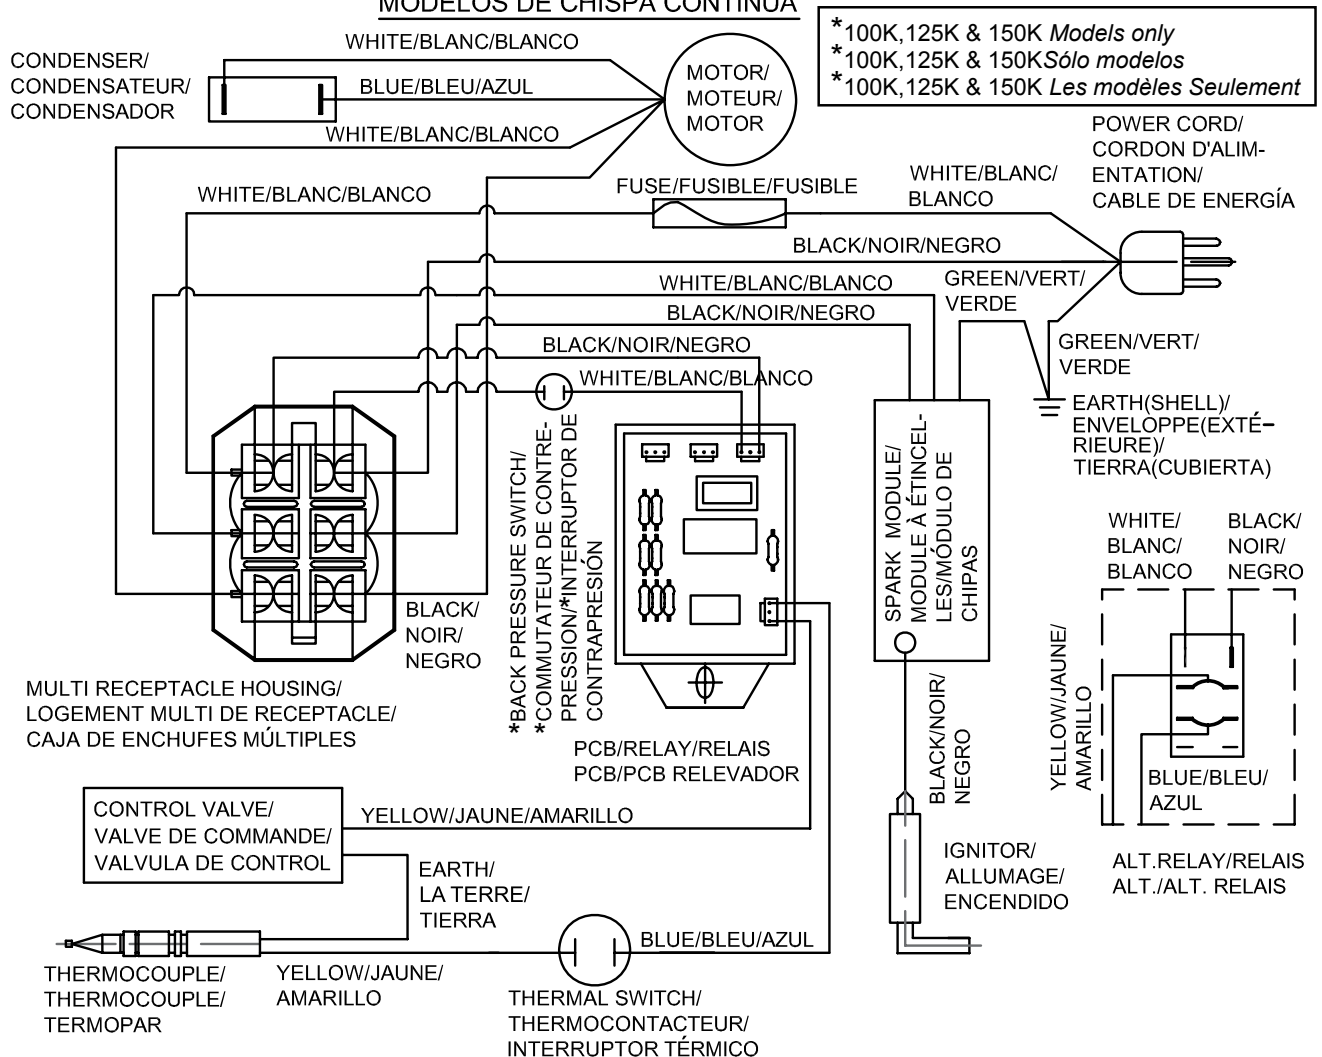 MODELOS DE CHISPA CONTINUA
*100K,125K & 150K Models only
*100K,125K & 150KSólo modelos
*100K,125K & 150K Les modèles Seulement
CONDENSER/
CONDENSATEUR/
CONDENSADOR
WHITE/BLANC/BLANCO
BLUE/BLEU/AZUL
WHITE/BLANC/BLANCO
MOTOR/
MOTEUR/
MOTOR
POWER CORD/
CORDON D'ALIM-
ENTATION/
CABLE DE ENERGÍA
WHITE/BLANC/BLANCO
FUSE/FUSIBLE/FUSIBLE
WHITE/BLANC/
BLANCO
BLACK/NOIR/NEGRO
WHITE/BLANC/BLANCO
GREEN/VERT/
VERDE
BLACK/NOIR/NEGRO
BLACK/NOIR/NEGRO
GREEN/VERT/
VERDE
WHITE/BLANC/BLANCO
EARTH(SHELL)/
ENVELOPPE(EXTÉ-
RIEURE)/
TIERRA(CUBIERTA)
*BACK PRESSURE SWITCH/
*COMMUTATEUR DE CONTRE-
PRESSION/*INTERRUPTOR DE
CONTRAPRESIÓN
SPARK MODULE/
MODULE À ÉTINCEL-
LES/MÓDULO DE
CHIPAS
WHITE/
BLANC/
BLANCO
BLACK/
NOIR/
NEGRO
BLACK/
NOIR/
NEGRO
YELLOW/JAUNE/
AMARILLO
MULTI RECEPTACLE HOUSING/
LOGEMENT MULTI DE RECEPTACLE/
CAJA DE ENCHUFES MÚLTIPLES
BLACK/NOIR/
NEGRO
PCB/RELAY/RELAIS
PCB/PCB RELEVADOR
BLUE/BLEU/
AZUL
CONTROL VALVE/
VALVE DE COMMANDE/
VALVULA DE CONTROL
YELLOW/JAUNE/AMARILLO
EARTH/
LA TERRE/
TIERRA
IGNITOR/
ALLUMAGE/
ENCENDIDO
ALT.RELAY/RELAIS
ALT./ALT. RELAIS
BLUE/BLEU/AZUL
THERMOCOUPLE/
THERMOCOUPLE/
TERMOPAR
YELLOW/JAUNE/
AMARILLO
THERMAL SWITCH/
THERMOCONTACTEUR/
INTERRUPTOR TÉRMICO